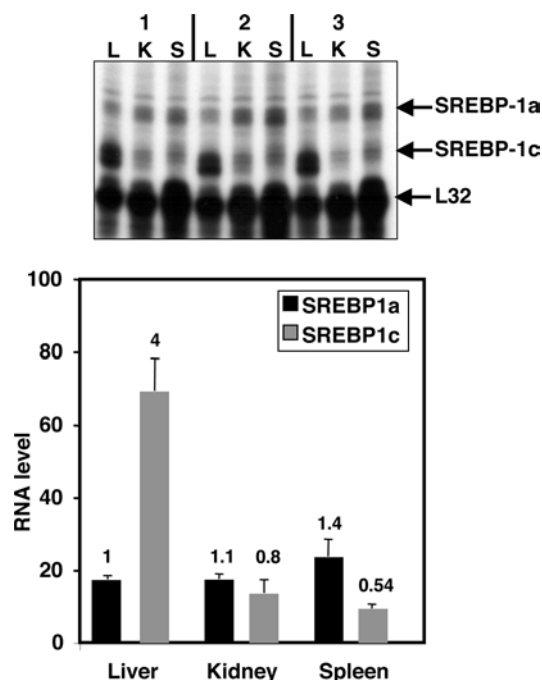 1 2 3
L K S L K S L K S
SREBP-1a
SREBP-1c
L32
100
80
60
40
20
0
RNA level
SREBP1a
SREBP1c
1
4
1.1
0.8
1.4
0.54
Liver Kidney Spleen